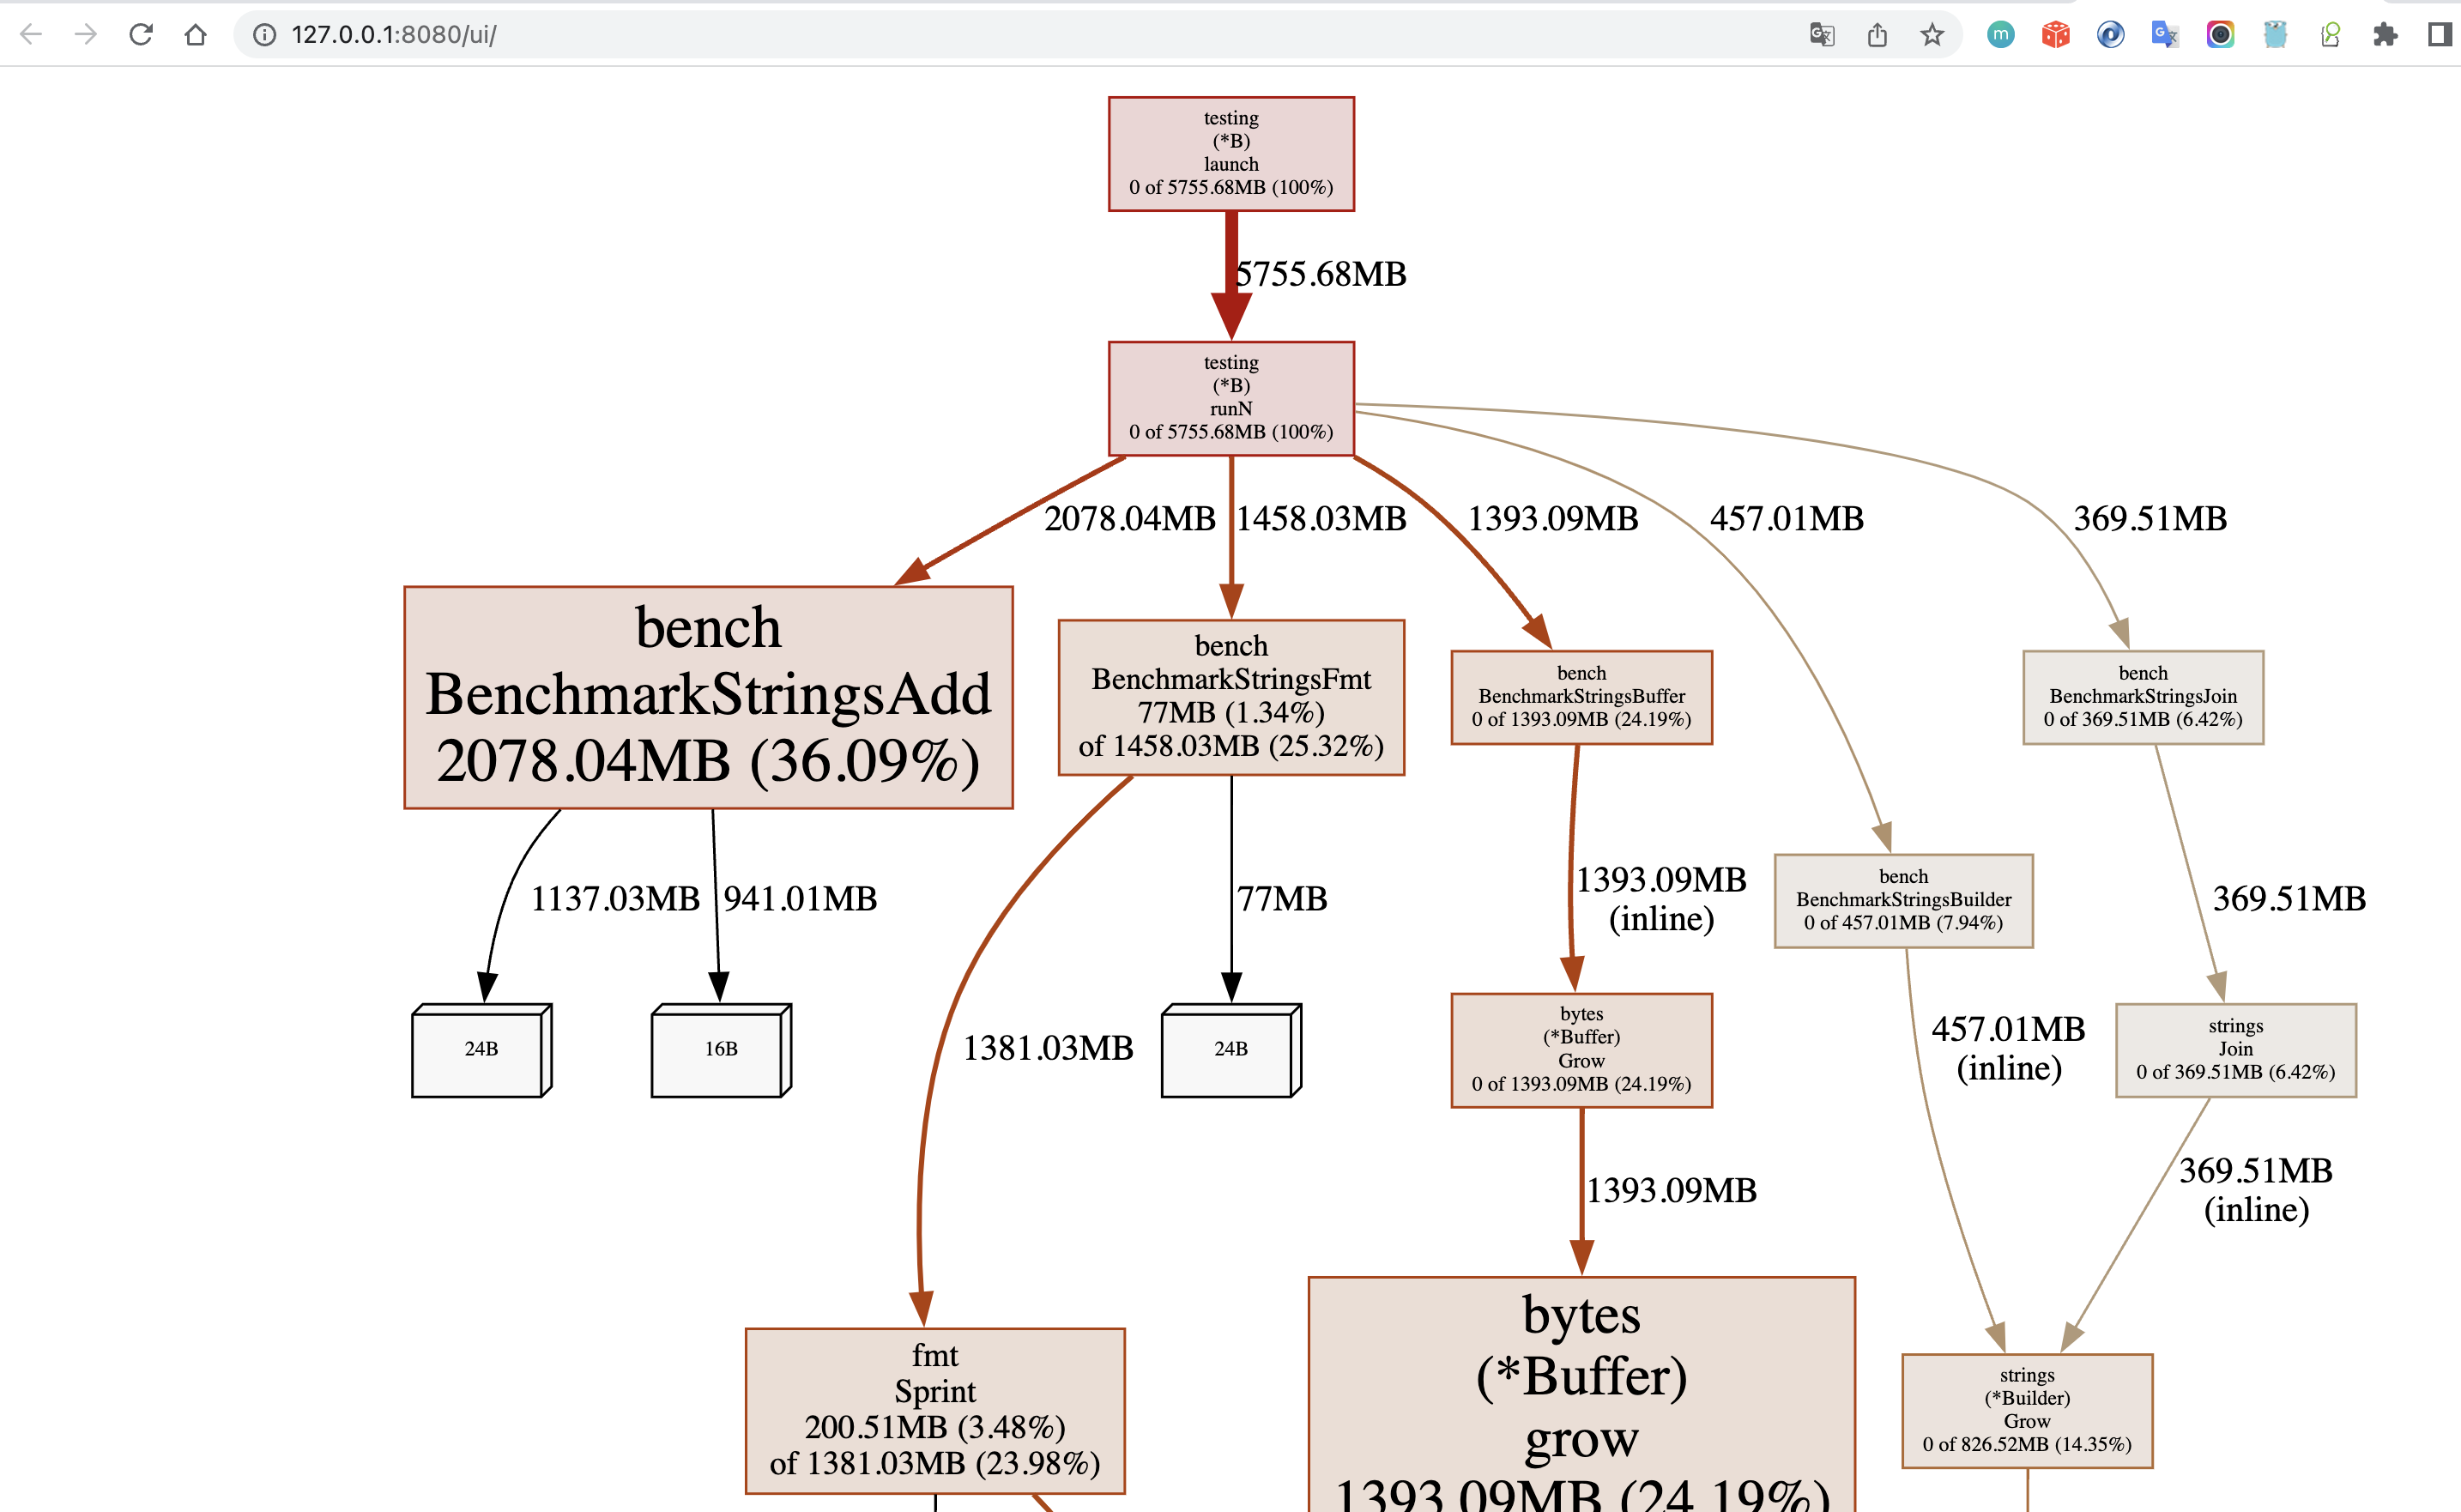 127.0.0.1:8080/ui/
testing
(*B)
launch
0 of 5755.68MB (100%)
5755.68MB
testing
(*B)
runN
0 of 5755.68MB (100%)
2078.04MB
1458.03MB
1393.09MB
457.01MB
369.51MB
bench
BenchmarkStringsAdd
2078.04MB (36.09%)
bench
BenchmarkStringsFmt
77MB (1.34%)
of 1458.03MB (25.32%)
bench
BenchmarkStringsBuffer
0 of 1393.09MB (24.19%)
bench
BenchmarkStringsJoin
0 of 369.51MB (6.42%)
1137.03MB
941.01MB
77MB
1393.09MB
(inline)
bench
BenchmarkStringsBuilder
0 of 457.01MB (7.94%)
369.51MB
24B
16B
1381.03MB
24B
bytes
(*Buffer)
Grow
0 of 1393.09MB (24.19%)
457.01MB
(inline)
strings
Join
0 of 369.51MB (6.42%)
1393.09MB
369.51MB
(inline)
fmt
Sprint
200.51MB (3.48%)
of 1381.03MB (23.98%)
bytes
(*Buffer)
grow
1393.09MB (24.19%)
strings
(*Builder)
Grow
0 of 826.52MB (14.35%)